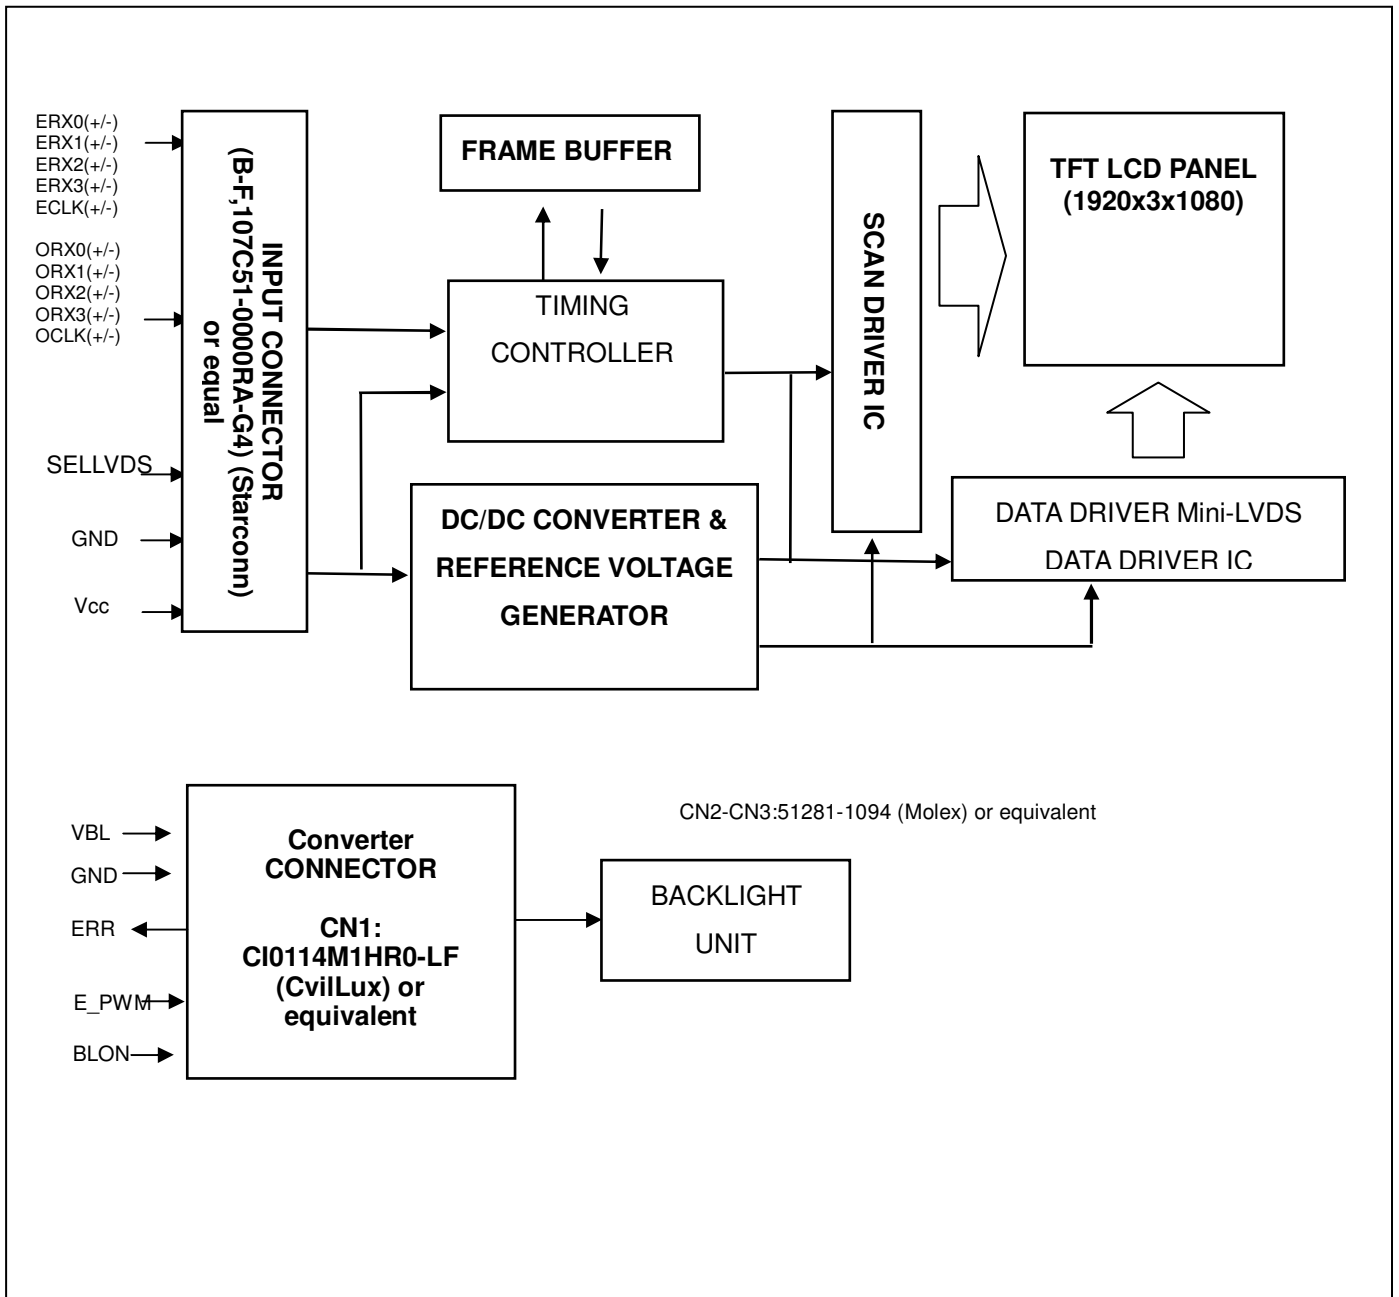 ERX0(+/-)
ERX1(+/-)
ERX2(+/-)
ERX3(+/-)
ECLK(+/-)
ORX0(+/-)
ORX1(+/-)
ORX2(+/-)
ORX3(+/-)
OCLK(+/-)
SELLVDS
GND
Vcc
INPUT CONNECTOR
(B-F,107C51-0000RA-G4) (Starconn)
or equal
FRAME BUFFER
TIMING
CONTROLLER
DC/DC CONVERTER &
REFERENCE VOLTAGE
GENERATOR
SCAN DRIVER IC
TFT LCD PANEL
(1920x3x1080)
DATA DRIVER Mini-LVDS
DATA DRIVER IC
VBL
GND
ERR
E_PWM
BLON
Converter
CONNECTOR
CN1:
CI0114M1HR0-LF
(CvilLux) or
equivalent
CN2-CN3:51281-1094 (Molex) or equivalent
BACKLIGHT
UNIT